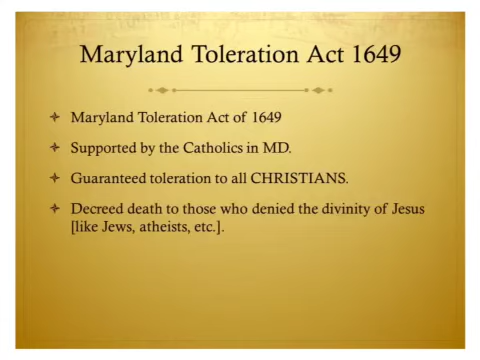 Maryland Toleration Act 1649
Maryland Toleration Act of 1649
Supported by the Catholics in MD.
Guaranteed toleration to all CHRISTIANS.
Decreed death to those who denied the divinity of Jesus
[like Jews, atheists, etc.].